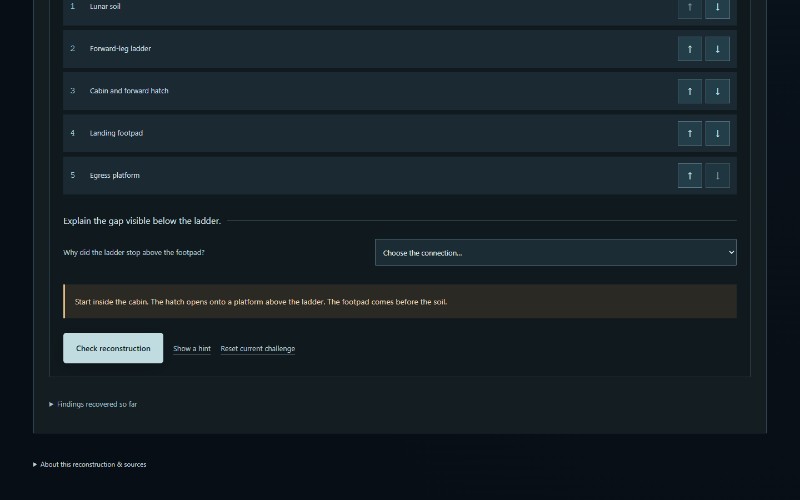 1 Lunar soil ↑ ↓
2 Forward-leg ladder ↑ ↓
3 Cabin and forward hatch ↑ ↓
4 Landing footpad ↑ ↓
5 Egress platform ↑ ↓
Explain the gap visible below the ladder.
Why did the ladder stop above the footpad? Choose the connection...
Start inside the cabin. The hatch opens onto a platform above the ladder. The footpad comes before the soil.
Check reconstruction Show a hint Reset current challenge
▶ Findings recovered so far
▶ About this reconstruction & sources